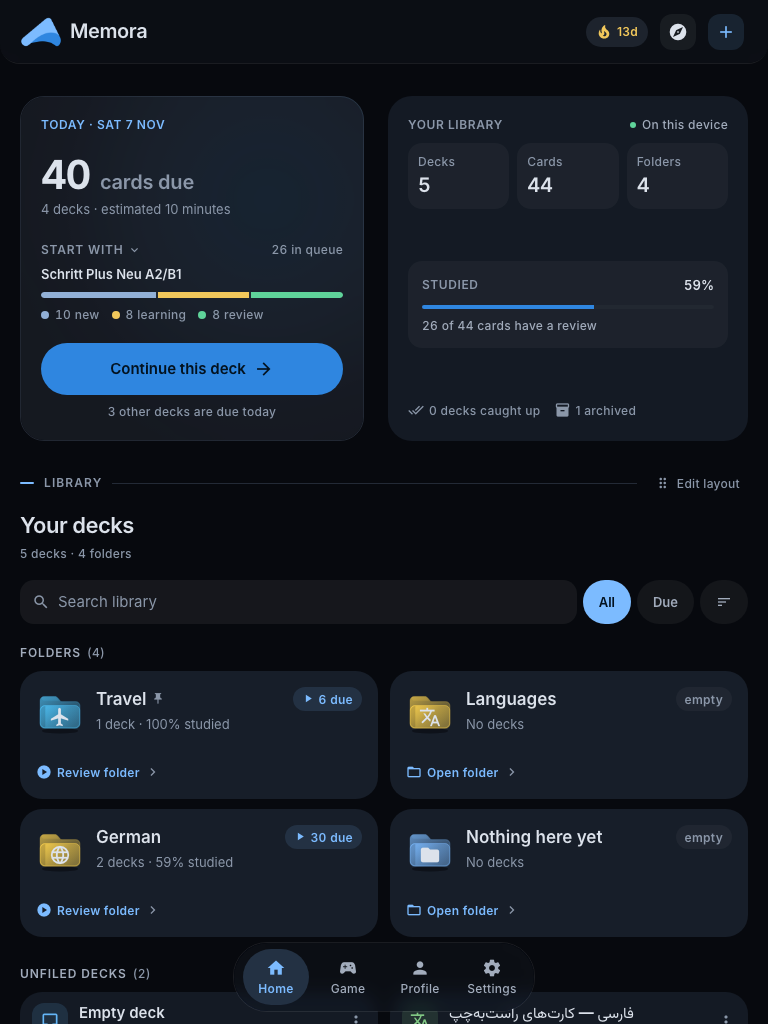 Memora
13d
TODAY · SAT 7 NOV
40 cards due
4 decks · estimated 10 minutes
START WITH
26 in queue
Schritt Plus Neu A2/B1
10 new
8 learning
8 review
Continue this deck
3 other decks are due today
YOUR LIBRARY
On this device
Decks
5
Cards
44
Folders
4
STUDIED
59%
26 of 44 cards have a review
0 decks caught up
1 archived
LIBRARY
Edit layout
Your decks
5 decks · 4 folders
Search library
All
Due
FOLDERS (4)
Travel
6 due
1 deck · 100% studied
Review folder
Languages
empty
No decks
Open folder
German
30 due
2 decks · 59% studied
Review folder
Nothing here yet
empty
No decks
Open folder
UNFILED DECKS (2)
Empty deck
فارسی — کارت‌های راست‌به‌چپ
Home
Game
Profile
Settings